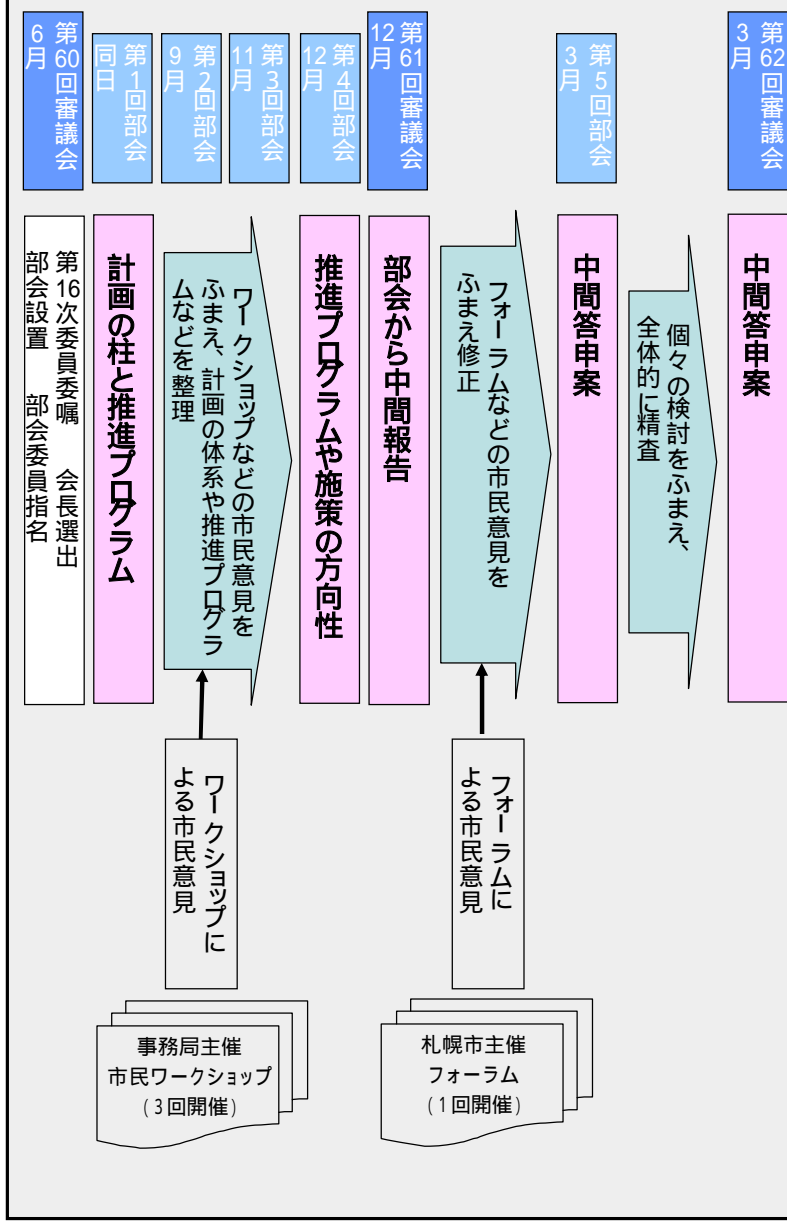 第60回審議会
6月
第1回部会
同日
第2回部会
9月
第3回部会
11月
第4回部会
12月
第61回審議会
12月
第5回部会
3月
第62回審議会
3月
第16次委員委嘱　会長選出
部会設置　部会委員指名
計画の柱と推進プログラム
ワークショップなどの市民意見を
ふまえ、計画の体系や推進プログラ
ムなどを整理
推進プログラムや施策の方向性
部会から中間報告
フォーラムなどの市民意見を
ふまえ修正
中間答申案
個々の検討をふまえ、
全体的に精査
中間答申案
ワークショップに
よる市民意見
フォーラムに
よる市民意見
事務局主催
市民ワークショップ
(3回開催)
札幌市主催
フォーラム
(1回開催)